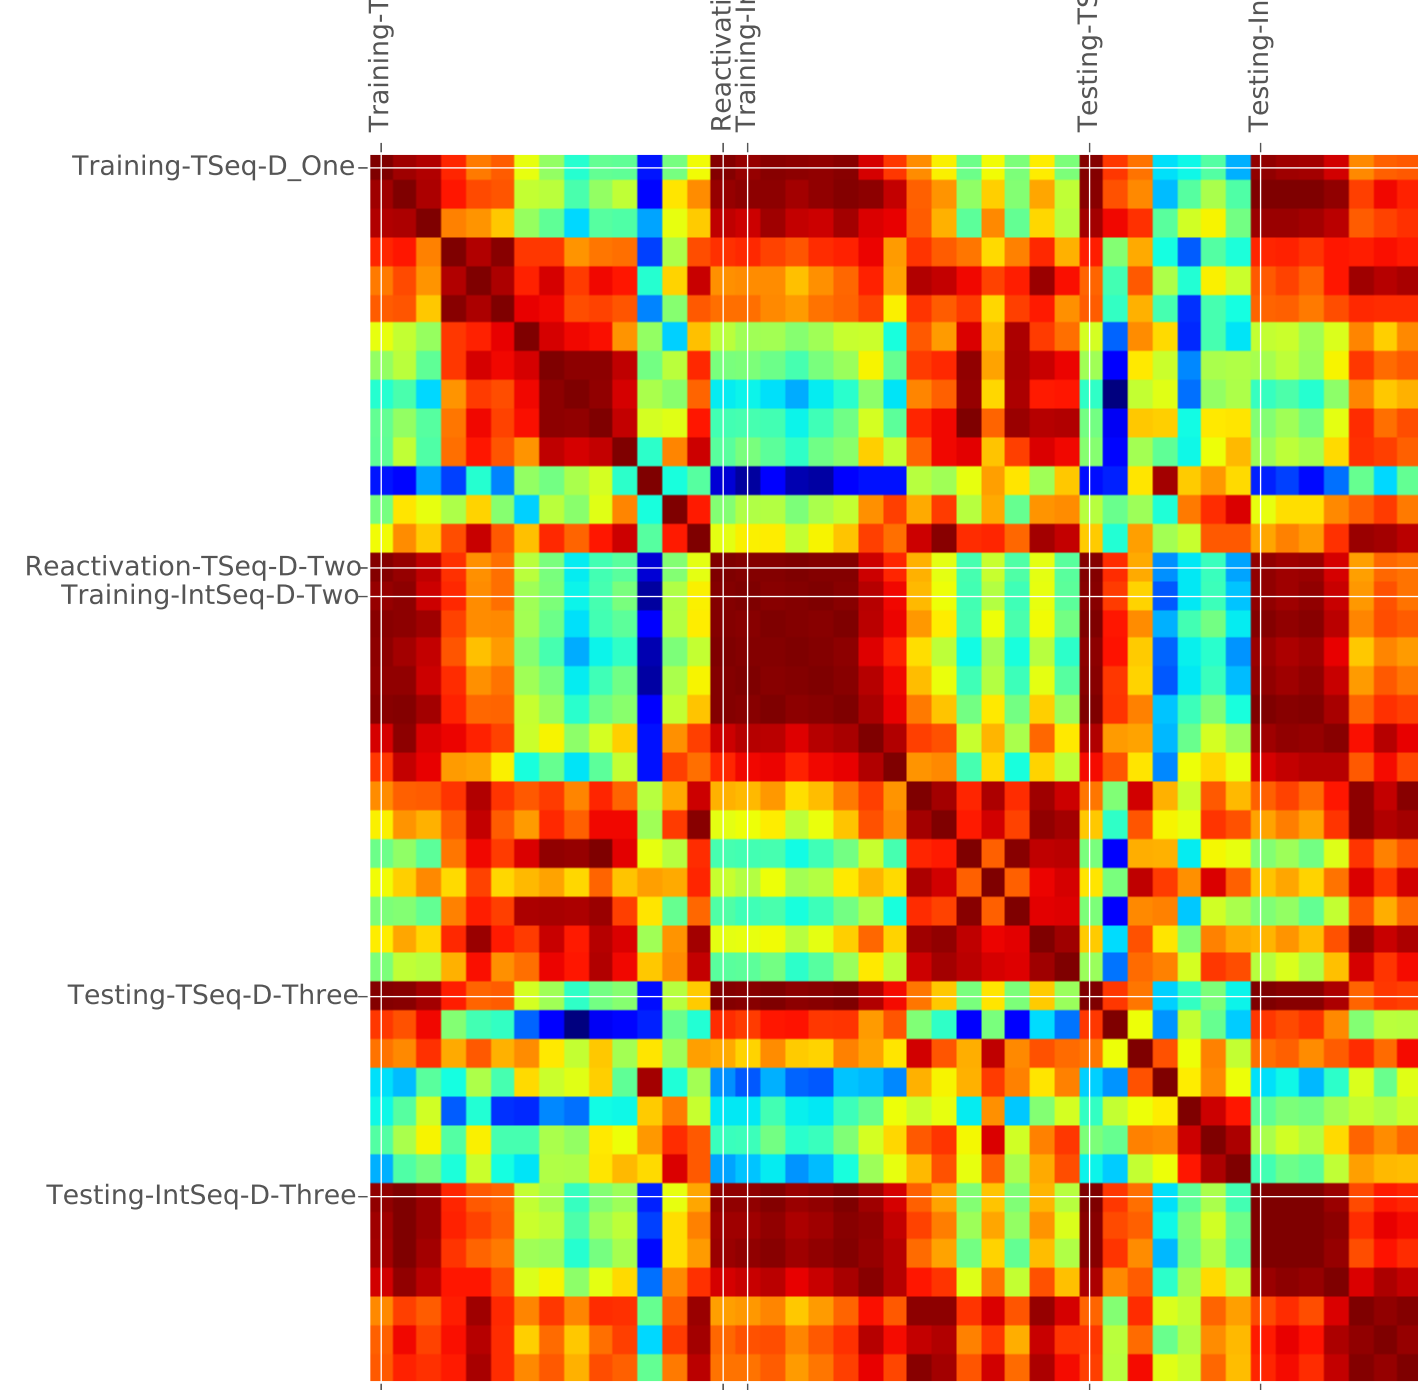 Training-T
Reactivati
Training-In
Testing-TS
Testing-In
Training-TSeq-D_One
Reactivation-TSeq-D-Two
Training-IntSeq-D-Two
Testing-TSeq-D-Three
Testing-IntSeq-D-Three